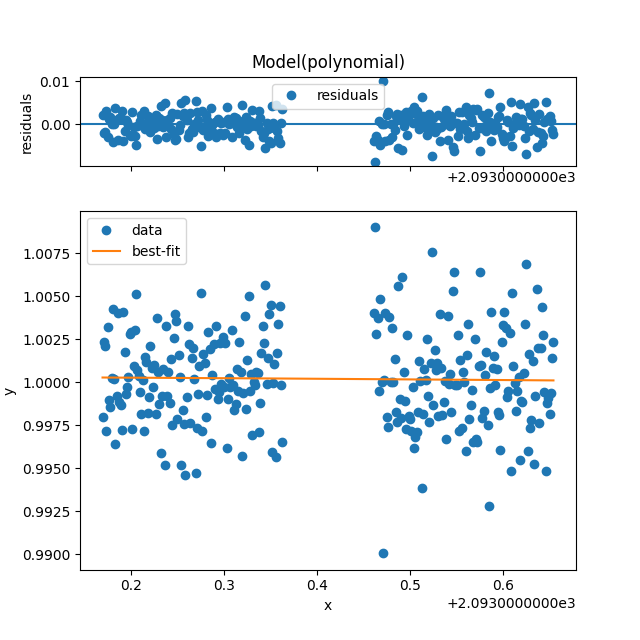 Model(polynomial)
0.01
0.00
residuals
residuals
+2.0930000000e3
1.0075
1.0050
1.0025
1.0000
0.9975
0.9950
0.9925
0.9900
y
data
best-fit
0.2
0.3
0.4
0.5
0.6
x
+2.0930000000e3